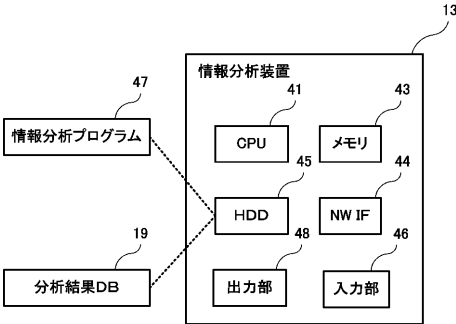 13
情報分析装置
47
41
43
情報分析プログラム
CPU
メモリ
45
44
HDD
NW IF
19
48
46
分析結果DB
出力部
入力部